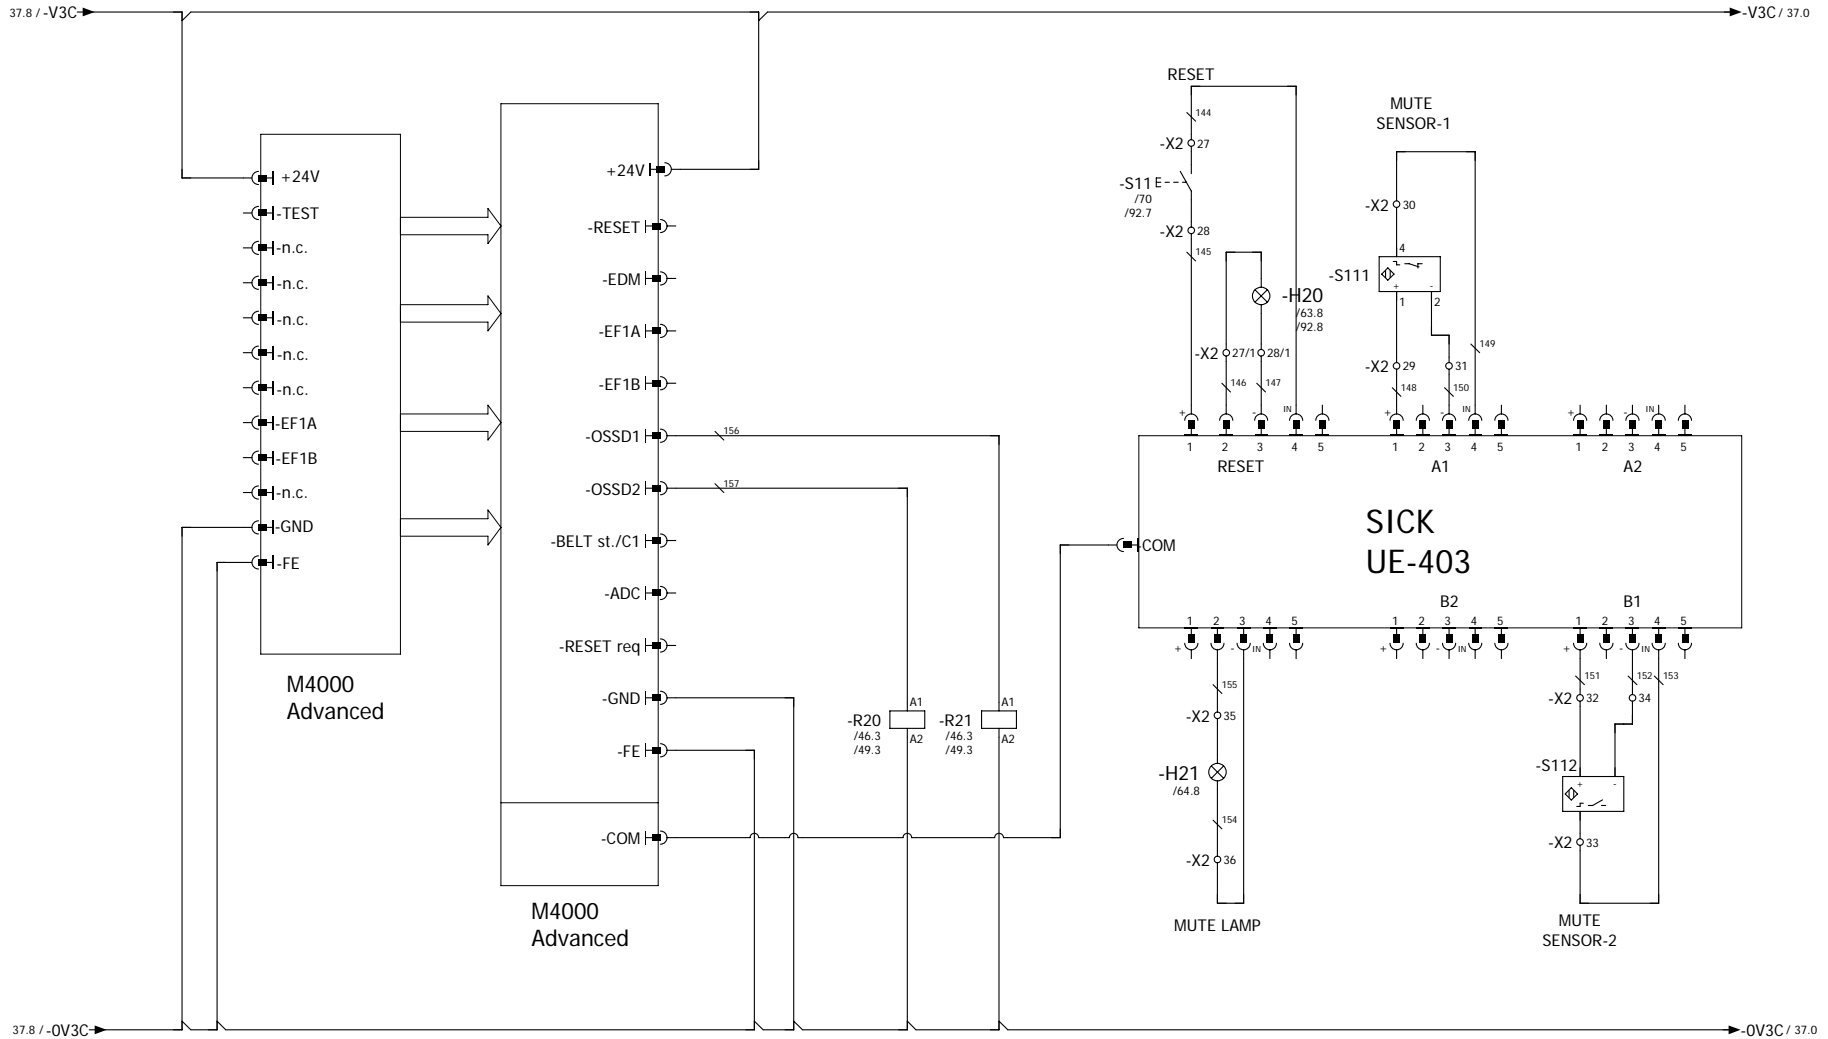 37.8 / -V3C
-V3C / 37.0
+24V
-TEST
-n.c.
-n.c.
-n.c.
-n.c.
-n.c.
-EF1A
-EF1B
-n.c.
-GND
-FE
M4000
Advanced
+24V
-RESET
-EDM
-EF1A
-EF1B
-OSSD1
-OSSD2
-BELT st./C1
-ADC
-RESET req
-GND
-FE
-COM
M4000
Advanced
156
157
-R20
/46.3
/49.3
A1
A2
-R21
/46.3
/49.3
A1
A2
RESET
144
-X2 27
-S11 E
/70
/92.7
-X2 28
145
-H20
/63.8
/92.8
-X2 27/1 28/1
146 147
MUTE
SENSOR-1
-X2 30
4
-S111
+ -
1 2
149
-X2 29 31
148 150
+ - IN
1 2 3 4 5
RESET
+ - IN
1 2 3 4 5
A1
- IN
+
1 2 3 4 5
A2
SICK
UE-403
COM
1 2 3 4 5
+ - IN
B2
1 2 3 4 5
+ - IN
B1
1 2 3 4 5
+ - IN
155
-X2 35
-H21
/64.8
154
-X2 36
MUTE LAMP
151 152 153
-X2 32 34
-S112
+ -
-X2 33
MUTE
SENSOR-2
37.8 / -0V3C
-0V3C / 37.0